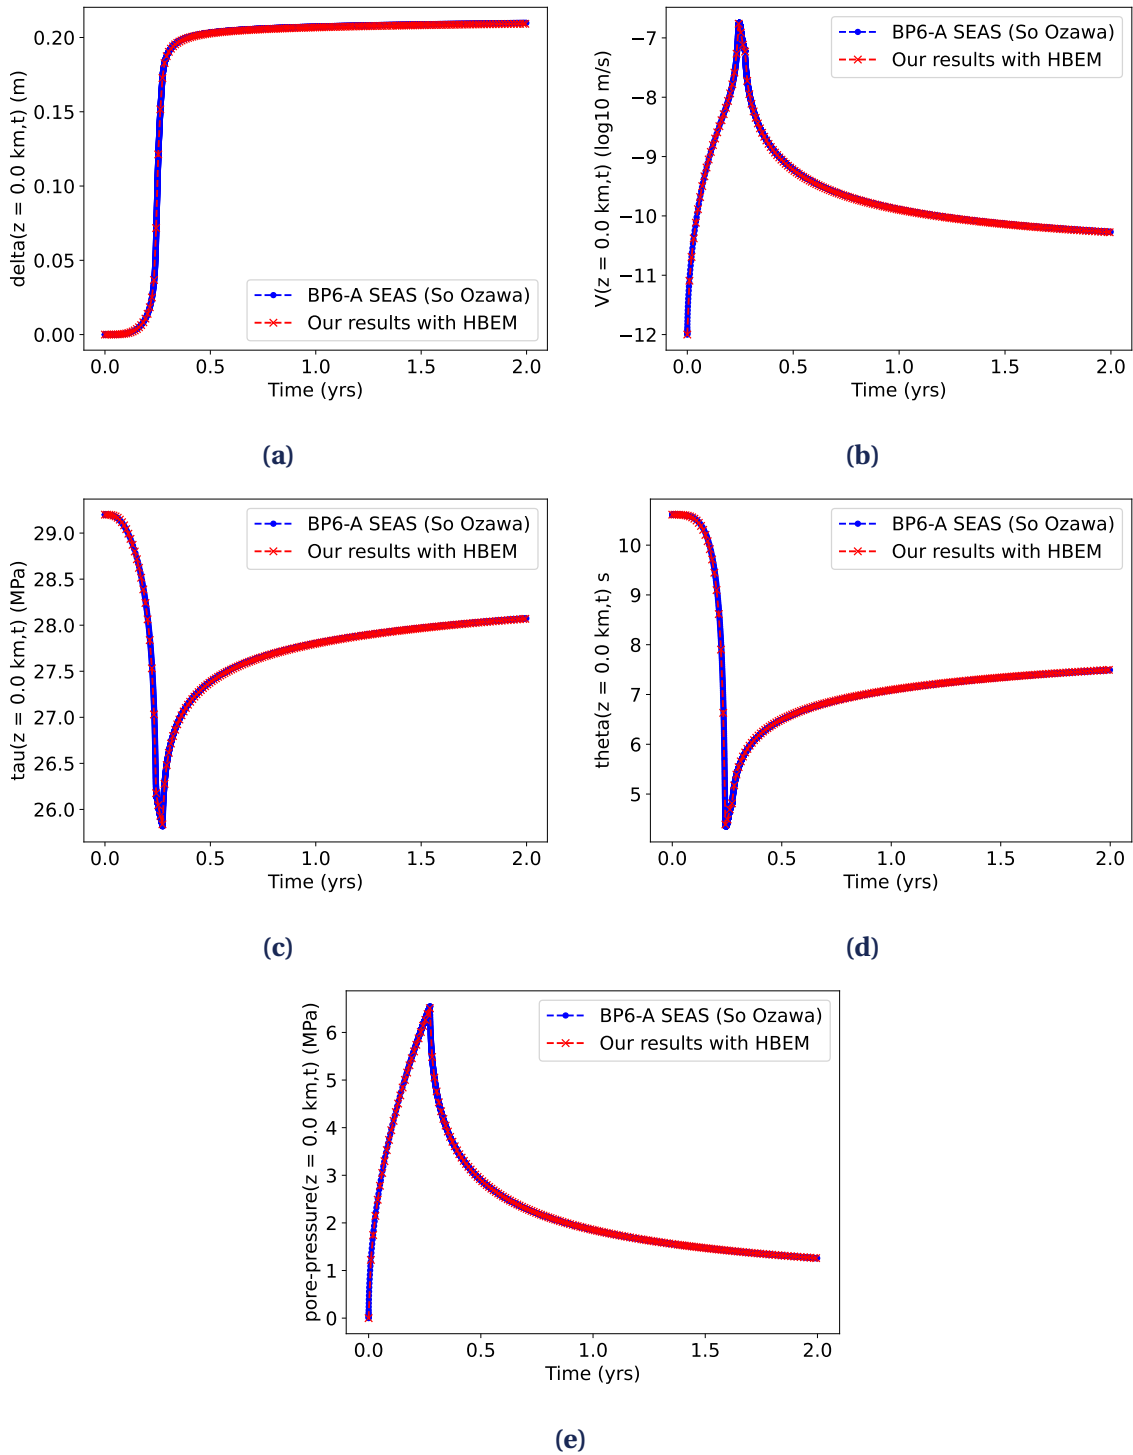 delta(z = 0.0 km,t) (m)
0.20
0.15
0.10
0.05
0.00
BP6-A SEAS (So Ozawa)
Our results with HBEM
0.0 0.5 1.0 1.5 2.0
Time (yrs)
(a)
V(z = 0.0 km,t) (log10 m/s)
−7
−8
−9
−10
−11
−12
BP6-A SEAS (So Ozawa)
Our results with HBEM
0.0 0.5 1.0 1.5 2.0
Time (yrs)
(b)
tau(z = 0.0 km,t) (MPa)
29.0
28.5
28.0
27.5
27.0
26.5
26.0
BP6-A SEAS (So Ozawa)
Our results with HBEM
0.0 0.5 1.0 1.5 2.0
Time (yrs)
(c)
theta(z = 0.0 km,t) s
10
9
8
7
6
5
BP6-A SEAS (So Ozawa)
Our results with HBEM
0.0 0.5 1.0 1.5 2.0
Time (yrs)
(d)
pore-pressure(z = 0.0 km,t) (MPa)
6
5
4
3
2
1
0
BP6-A SEAS (So Ozawa)
Our results with HBEM
0.0 0.5 1.0 1.5 2.0
Time (yrs)
(e)